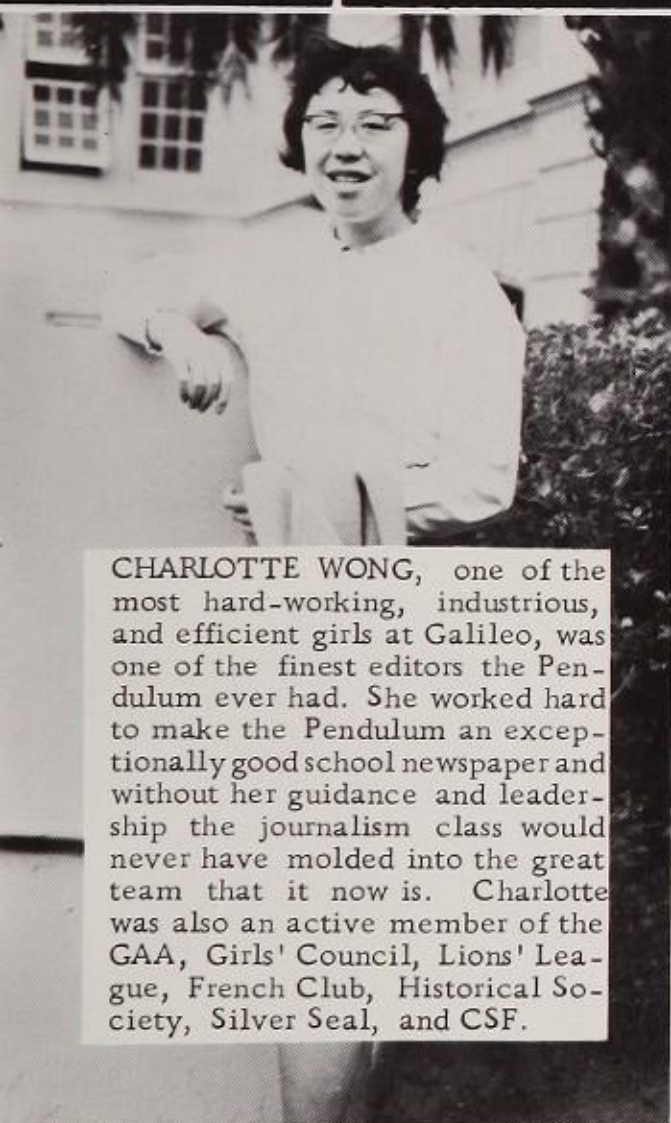 CHARLOTTE WONG, one of the
most hard-working, industrious,
and efficient girls at Galileo, was
one of the finest editors the Pen-
dulum ever had. She worked hard
to make the Pendulum an excep-
tionally good school newspaper and
without her guidance and leader-
ship the journalism class would
never have molded into the great
team that it now is. Charlotte
was also an active member of the
GAA, Girls' Council, Lions' Lea-
gue, French Club, Historical So-
ciety, Silver Seal, and CSF.